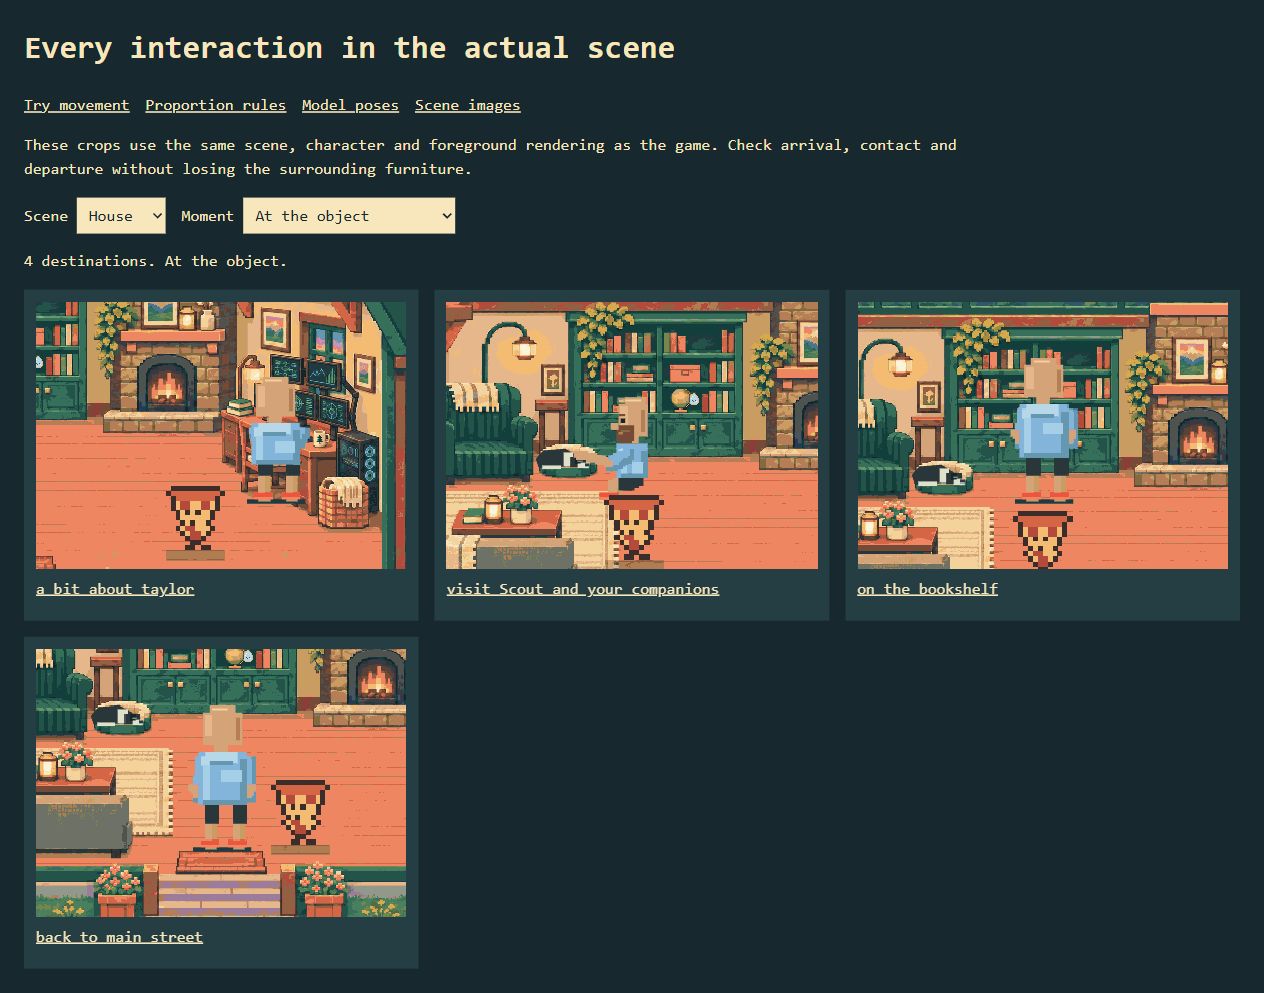 Every interaction in the actual scene
Try movement Proportion rules Model poses Scene images
These crops use the same scene, character and foreground rendering as the game. Check arrival, contact and
departure without losing the surrounding furniture.
Scene House Moment At the object
4 destinations. At the object.
a bit about taylor
visit Scout and your companions
on the bookshelf
back to main street